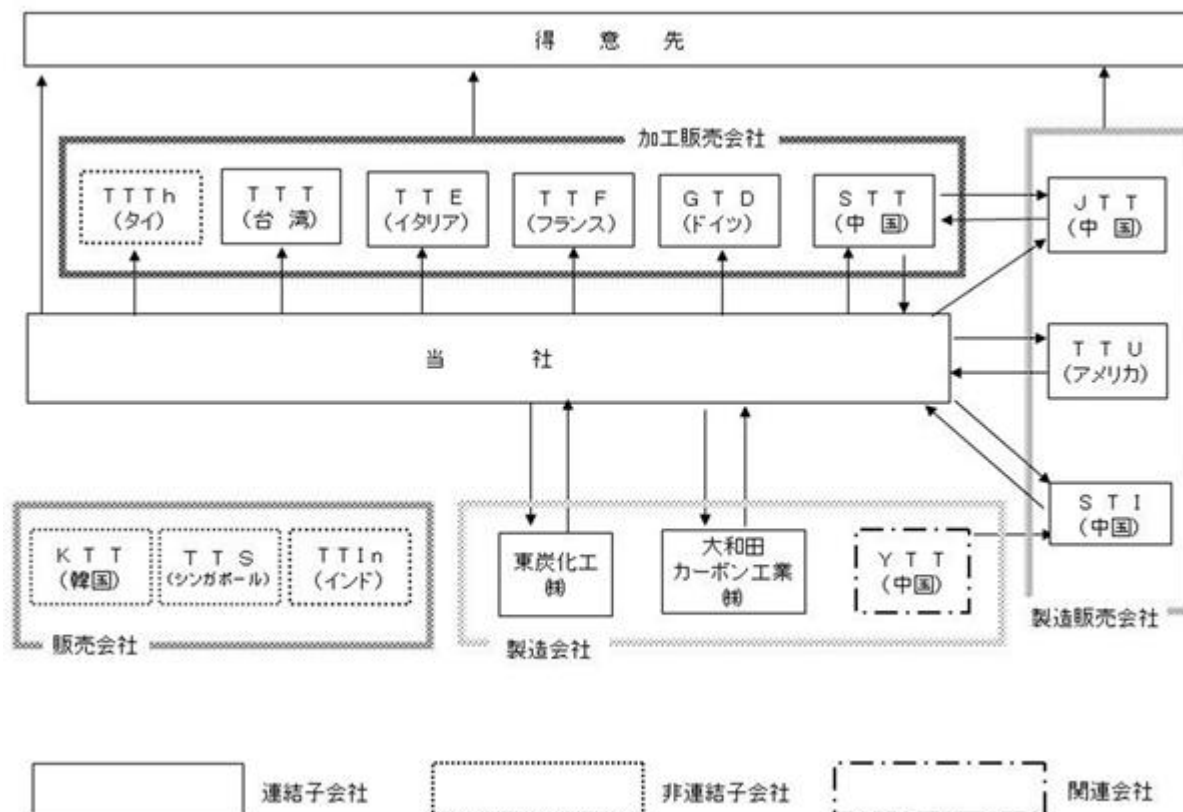 得 意 先
加工販売会社
TTTh
(タイ)
TTT
(台 湾)
TTE
(イタリア)
TTF
(フランス)
GTD
(ドイツ)
STT
(中 国)
JTT
(中 国)
当 社
TTU
(アメリカ)
STI
(中国)
KTT
(韓国)
TTS
(シンガポール)
TTIn
(インド)
東炭化工
㈱
大和田
カーボン工業
㈱
YTT
(中国)
製造販売会社
販売会社
製造会社
連結子会社
非連結子会社
関連会社